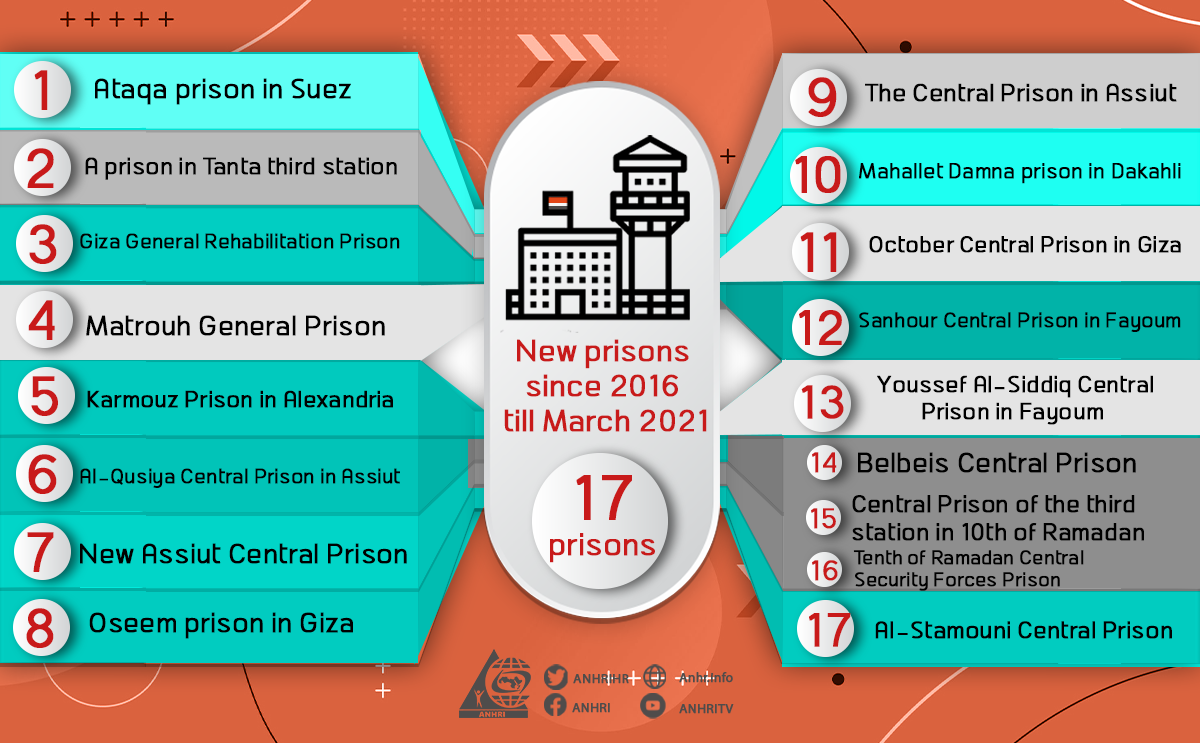 1
Ataqa prison in Suez
2
A prison in Tanta third station
3
Giza General Rehabilitation Prison
4
Matrouh General Prison
5
Karmouz Prison in Alexandria
6
Al-Qusiya Central Prison in Assiut
7
New Assiut Central Prison
8
Oseem prison in Giza
New prisons
since 2016
till March 2021
17
prisons
9
The Central Prison in Assiut
10
Mahallet Damna prison in Dakahli
11
October Central Prison in Giza
12
Sanhour Central Prison in Fayoum
13
Youssef Al-Siddiq Central
Prison in Fayoum
14
Belbeis Central Prison
15
Central Prison of the third
station in 10th of Ramadan
16
Tenth of Ramadan Central
Security Forces Prison
17
Al-Stamouni Central Prison
ANHRI
ANHRIHR
Anhrinfo
ANHRI
ANHRITV